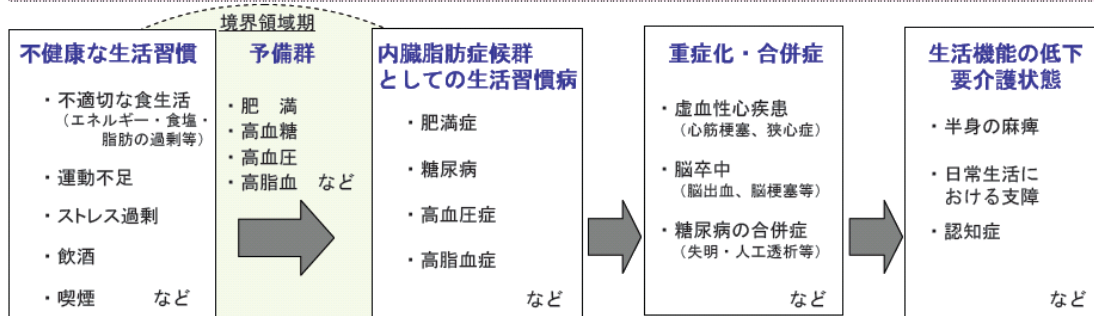 境界領域期
不健康な生活習慣
・不適切な食生活
（エネルギー・食塩・
脂肪の過剰等）
・運動不足
・ストレス過剰
・飲酒
・喫煙　など
予備群
・肥　満
・高血糖
・高血圧
・高脂血　など
内臓脂肪症候群
としての生活習慣病
・肥満症
・糖尿病
・高血圧症
・高脂血症
など
重症化・合併症
・虚血性心疾患
（心筋梗塞、狭心症）
・脳卒中
（脳出血、脳梗塞等）
・糖尿病の合併症
（失明・人工透析等）
など
生活機能の低下
要介護状態
・半身の麻痺
・日常生活に
おける支障
・認知症
など